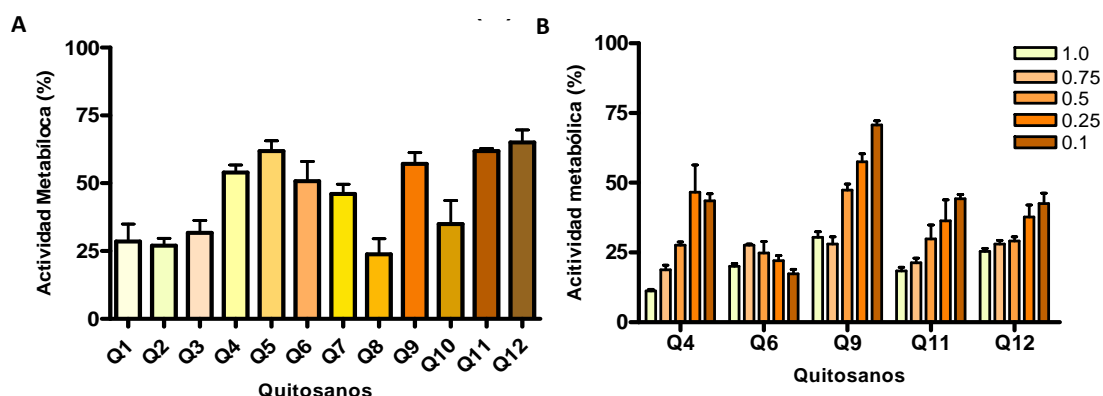 A
Actividad Metabíloca (%)
100
75
50
25
0
Q1 Q2 Q3 Q4 Q5 Q6 Q7 Q8 Q9 Q10 Q11 Q12
Quitosanos
B
Acitividad metabólica (%)
100
75
50
25
0
1.0
0.75
0.5
0.25
0.1
Q4 Q6 Q9 Q11 Q12
Quitosanos